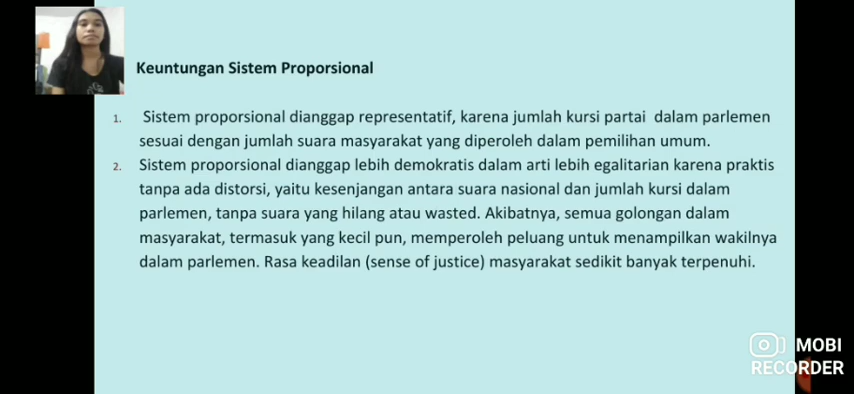 Keuntungan Sistem Proporsional
1. Sistem proporsional dianggap representatif, karena jumlah kursi partai dalam parlemen
sesuai dengan jumlah suara masyarakat yang diperoleh dalam pemilihan umum.
2. Sistem proporsional dianggap lebih demokratis dalam arti lebih egalitarian karena praktis
tanpa ada distorsi, yaitu kesenjangan antara suara nasional dan jumlah kursi dalam
parlemen, tanpa suara yang hilang atau wasted. Akibatnya, semua golongan dalam
masyarakat, termasuk yang kecil pun, memperoleh peluang untuk menampilkan wakilnya
dalam parlemen. Rasa keadilan (sense of justice) masyarakat sedikit banyak terpenuhi.
MOBI
RECORDER